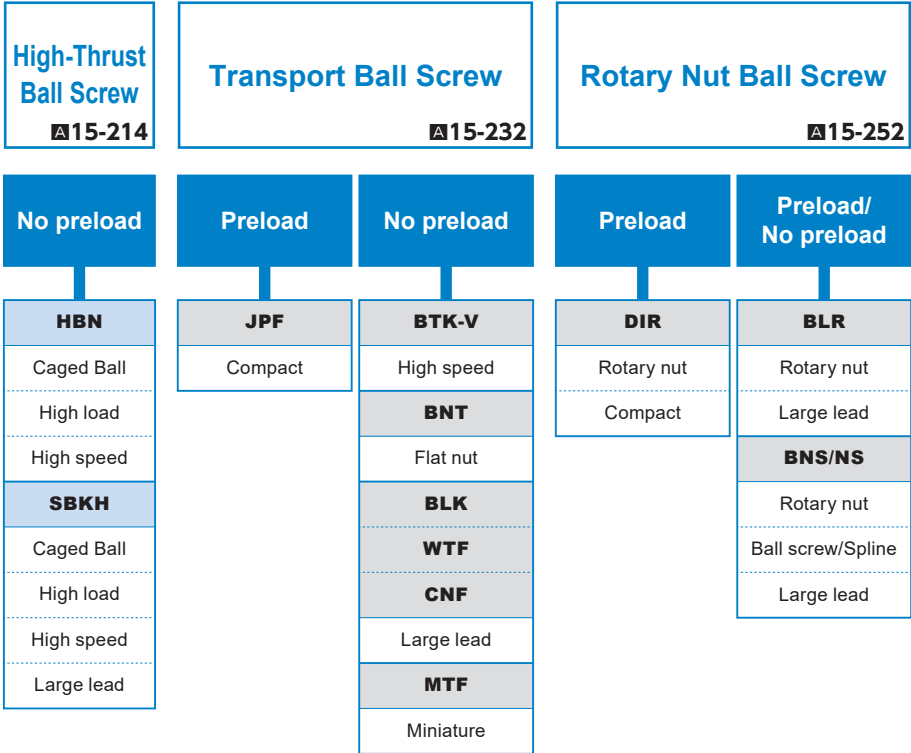 High-Thrust
Ball Screw
A15-214
Transport Ball Screw
A15-232
Rotary Nut Ball Screw
A15-252
No preload
HBN
Caged Ball
High load
High speed
SBKH
Caged Ball
High load
High speed
Large lead
Preload
JPF
Compact
No preload
BTK-V
High speed
BNT
Flat nut
BLK
WTF
CNF
Large lead
MTF
Miniature
Preload
DIR
Rotary nut
Compact
Preload/
No preload
BLR
Rotary nut
Large lead
BNS/NS
Rotary nut
Ball screw/Spline
Large lead